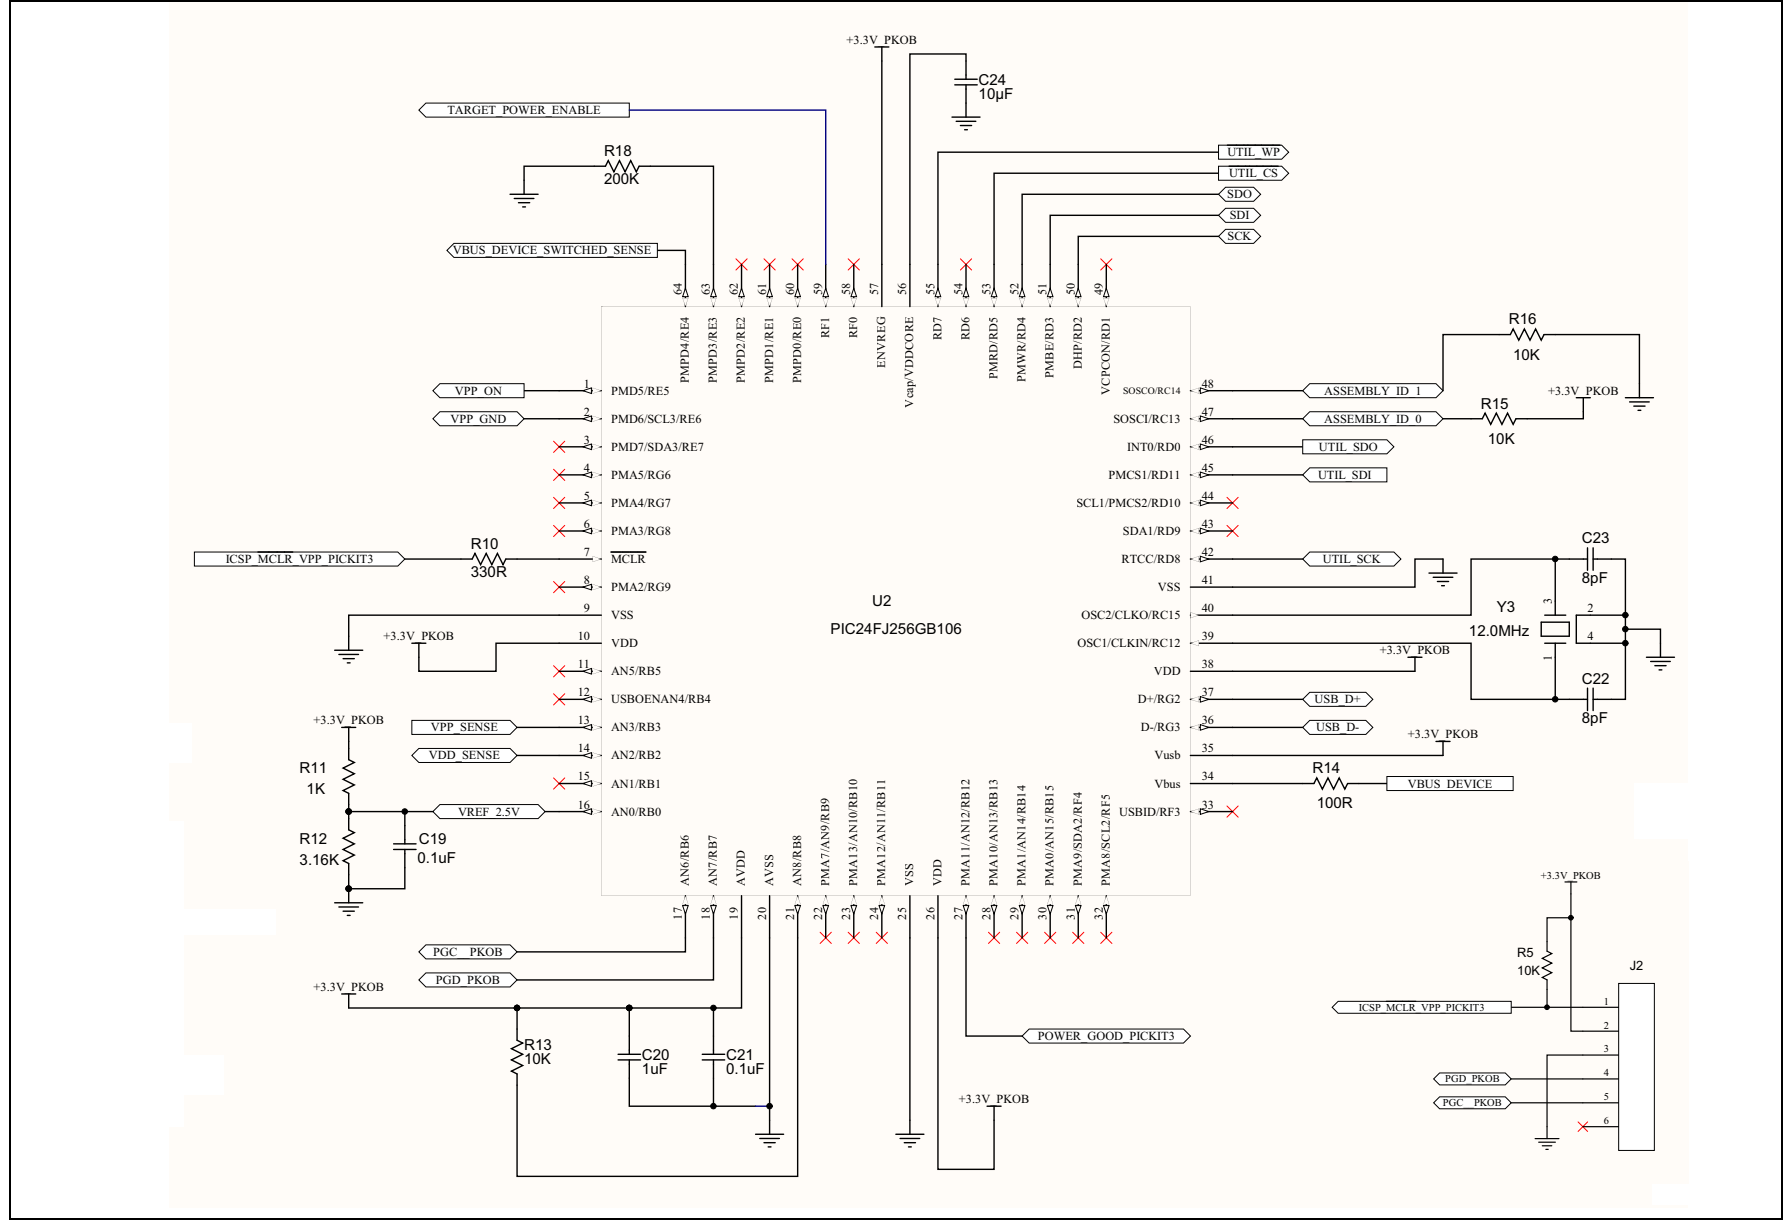 +3.3V_PKOB
C24
10µF
TARGET_POWER_ENABLE
R18
200K
UTIL_WP
UTIL_CS
SDO
SDI
SCK
VBUS_DEVICE_SWITCHED_SENSE
64 63 62 61 60 59 58 57 56 55 54 53 52 51 50 49
PMPD4/RE4
PMPD3/RE3
PMPD2/RE2
PMPD1/RE1
PMPD0/RE0
RF1
RF0
ENVREG
Vcap/VDDCORE
RD7
RD6
PMRD/RD5
PMWR/RD4
PMBE/RD3
DHP/RD2
VCPCON/RD1
VPP_ON 1 PMD5/RE5
VPP_GND 2 PMD6/SCL3/RE6
3 PMD7/SDA3/RE7
4 PMA5/RG6
5 PMA4/RG7
6 PMA3/RG8
ICSP_MCLR_VPP_PICKIT3
R10
330R
7 MCLR
8 PMA2/RG9
9 VSS
+3.3V_PKOB
10 VDD
11 AN5/RB5
12 USBOENAN4/RB4
+3.3V_PKOB
VPP_SENSE 13 AN3/RB3
VDD_SENSE 14 AN2/RB2
R11
1K
15 AN1/RB1
VREF_2.5V 16 AN0/RB0
R12
3.16K
C19
0.1uF
U2
PIC24FJ256GB106
R16
10K
SOSCO/RC14 48 ASSEMBLY_ID_1
+3.3V_PKOB
R15
10K
SOSCI/RC13 47 ASSEMBLY_ID_0
INT0/RD0 46 UTIL_SDO
PMCS1/RD11 45 UTIL_SDI
SCL1/PMCS2/RD10 44
SDA1/RD9 43
RTCC/RD8 42 UTIL_SCK
VSS 41
OSC2/CLKO/RC15 40
OSC1/CLKIN/RC12 39
C23
8pF
Y3
12.0MHz
3
2
4
1
C22
8pF
+3.3V_PKOB
VDD 38
D+/RG2 37 USB_D+
D-/RG3 36 USB_D-
+3.3V_PKOB
Vusb 35
R14
100R
Vbus 34 VBUS_DEVICE
USBID/RF3 33
AN6/RB6
AN7/RB7
AVDD
AVSS
AN8/RB8
PMA7/AN9/RB9
PMA13/AN10/RB10
PMA12/AN11/RB11
VSS
VDD
PMA11/AN12/RB12
PMA10/AN13/RB13
PMA1/AN14/RB14
PMA0/AN15/RB15
PMA9/SDA2/RF4
PMA8/SCL2/RF5
17 18 19 20 21 22 23 24 25 26 27 28 29 30 31 32
PGC__PKOB
PGD_PKOB
+3.3V_PKOB
R13
10K
C20
1uF
C21
0.1uF
POWER_GOOD_PICKIT3
+3.3V_PKOB
+3.3V_PKOB
R5
10K
J2
ICSP_MCLR_VPP_PICKIT3 1
2
3
PGD_PKOB 4
PGC__PKOB 5
6